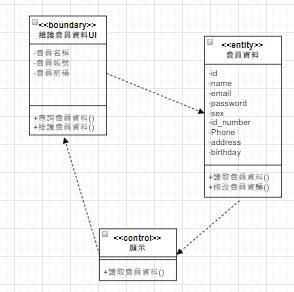 <<boundary>>
維護會員資料UI
-會員名稱
-會員帳號
-會員密碼
+查詢會員資料()
+維護會員資料()
<<entity>>
會員資料
-id
-name
-email
-password
-sex
-id_number
-Phone
-address
-birthday
+讀取會員資料()
+修改會員資料()
<<control>>
顯示
+讀取會員資料()